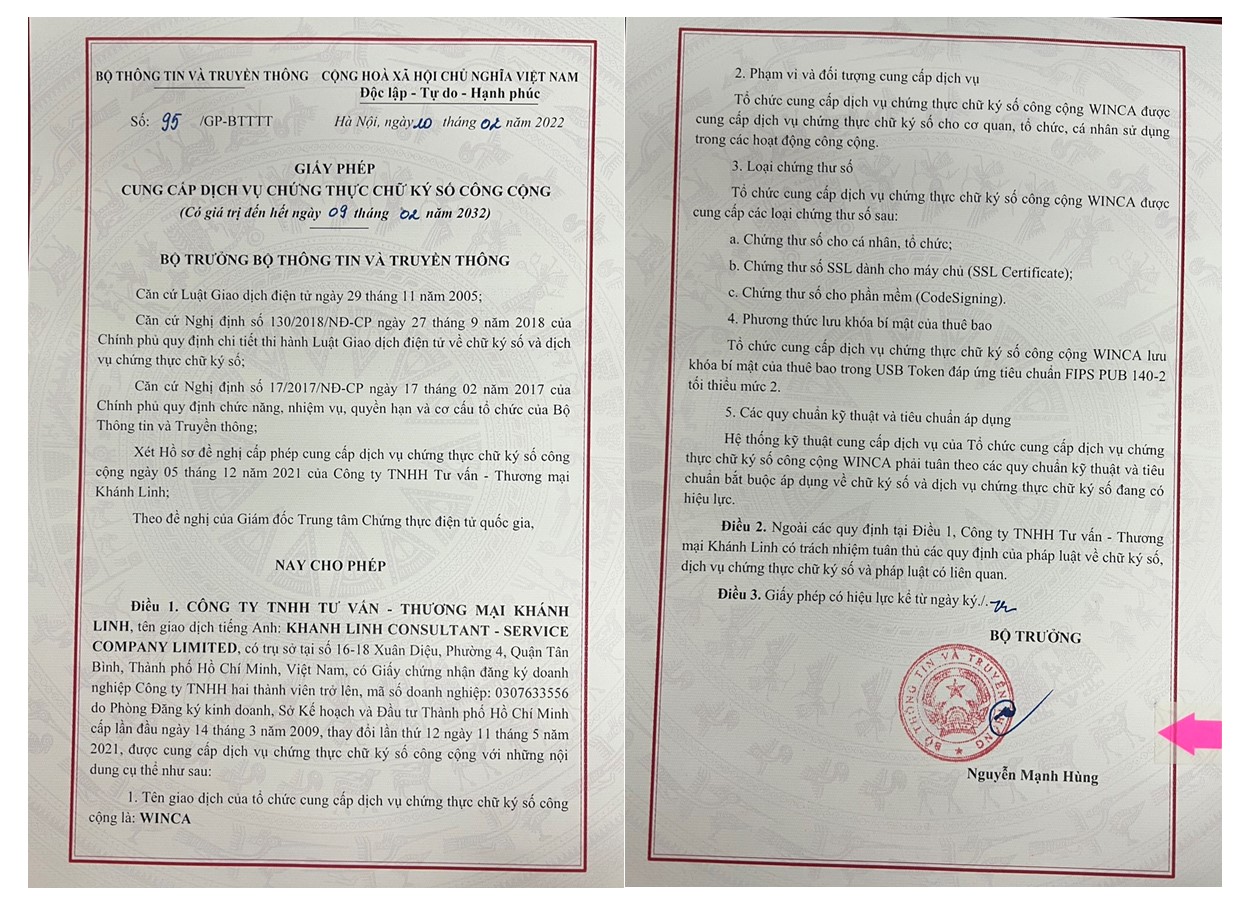 BỘ THÔNG TIN VÀ TRUYỀN THÔNG
CỘNG HOÀ XÃ HỘI CHỦ NGHĨA VIỆT NAM
Độc lập - Tự do - Hạnh phúc
Số: 95 /GP-BTTTT
Hà Nội, ngày 10 tháng 02 năm 2022
GIẤY PHÉP
CUNG CẤP DỊCH VỤ CHỨNG THỰC CHỮ KÝ SỐ CÔNG CỘNG
(Có giá trị đến hết ngày 09 tháng 02 năm 2032)
BỘ TRƯỞNG BỘ THÔNG TIN VÀ TRUYỀN THÔNG
Căn cứ Luật Giao dịch điện tử ngày 29 tháng 11 năm 2005;
Căn cứ Nghị định số 130/2018/NĐ-CP ngày 27 tháng 9 năm 2018 của
Chính phủ quy định chi tiết thi hành Luật Giao dịch điện tử về chữ ký số và dịch
vụ chứng thực chữ ký số;
Căn cứ Nghị định số 17/2017/NĐ-CP ngày 17 tháng 02 năm 2017 của
Chính phủ quy định chức năng, nhiệm vụ, quyền hạn và cơ cấu tổ chức của Bộ
Thông tin và Truyền thông;
Xét Hồ sơ đề nghị cấp phép cung cấp dịch vụ chứng thực chữ ký số công
cộng ngày 05 tháng 12 năm 2021 của Công ty TNHH Tư vấn - Thương mại
Khánh Linh;
Theo đề nghị của Giám đốc Trung tâm Chứng thực điện tử quốc gia,
NAY CHO PHÉP
Điều 1. CÔNG TY TNHH TƯ VẤN - THƯƠNG MẠI KHÁNH
LINH, tên giao dịch tiếng Anh: KHANH LINH CONSULTANT - SERVICE
COMPANY LIMITED, có trụ sở tại số 16-18 Xuân Diệu, Phường 4, Quận Tân
Bình, Thành phố Hồ Chí Minh, Việt Nam, có Giấy chứng nhận đăng ký doanh
nghiệp Công ty TNHH hai thành viên trở lên, mã số doanh nghiệp: 0307633556
do Phòng Đăng ký kinh doanh, Sở Kế hoạch và Đầu tư Thành phố Hồ Chí Minh
cấp lần đầu ngày 14 tháng 3 năm 2009, thay đổi lần thứ 12 ngày 11 tháng 5 năm
2021, được cung cấp dịch vụ chứng thực chữ ký số công cộng với những nội
dung cụ thể như sau:
1. Tên giao dịch của tổ chức cung cấp dịch vụ chứng thực chữ ký số công
cộng là: WINCA
2. Phạm vi và đối tượng cung cấp dịch vụ
Tổ chức cung cấp dịch vụ chứng thực chữ ký số công cộng WINCA được
cung cấp dịch vụ chứng thực chữ ký số cho cơ quan, tổ chức, cá nhân sử dụng
trong các hoạt động công cộng.
3. Loại chứng thư số
Tổ chức cung cấp dịch vụ chứng thực chữ ký số công cộng WINCA được
cung cấp các loại chứng thư số sau:
a. Chứng thư số cho cá nhân, tổ chức;
b. Chứng thư số SSL dành cho máy chủ (SSL Certificate);
c. Chứng thư số cho phần mềm (CodeSigning).
4. Phương thức lưu khóa bí mật của thuê bao
Tổ chức cung cấp dịch vụ chứng thực chữ ký số công cộng WINCA lưu
khóa bí mật của thuê bao trong USB Token đáp ứng tiêu chuẩn FIPS PUB 140-2
tối thiểu mức 2.
5. Các quy chuẩn kỹ thuật và tiêu chuẩn áp dụng
Hệ thống kỹ thuật cung cấp dịch vụ của Tổ chức cung cấp dịch vụ chứng
thực chữ ký số công cộng WINCA phải tuân theo các quy chuẩn kỹ thuật và tiêu
chuẩn bắt buộc áp dụng về chữ ký số và dịch vụ chứng thực chữ ký số đang có
hiệu lực.
Điều 2. Ngoài các quy định tại Điều 1, Công ty TNHH Tư vấn - Thương
mại Khánh Linh có trách nhiệm tuân thủ các quy định của pháp luật về chữ ký số,
dịch vụ chứng thực chữ ký số và pháp luật có liên quan.
Điều 3. Giấy phép có hiệu lực kể từ ngày ký./.
BỘ TRƯỞNG
BỘ THÔNG TIN VÀ TRUYỀN THÔNG
Nguyễn Mạnh Hùng